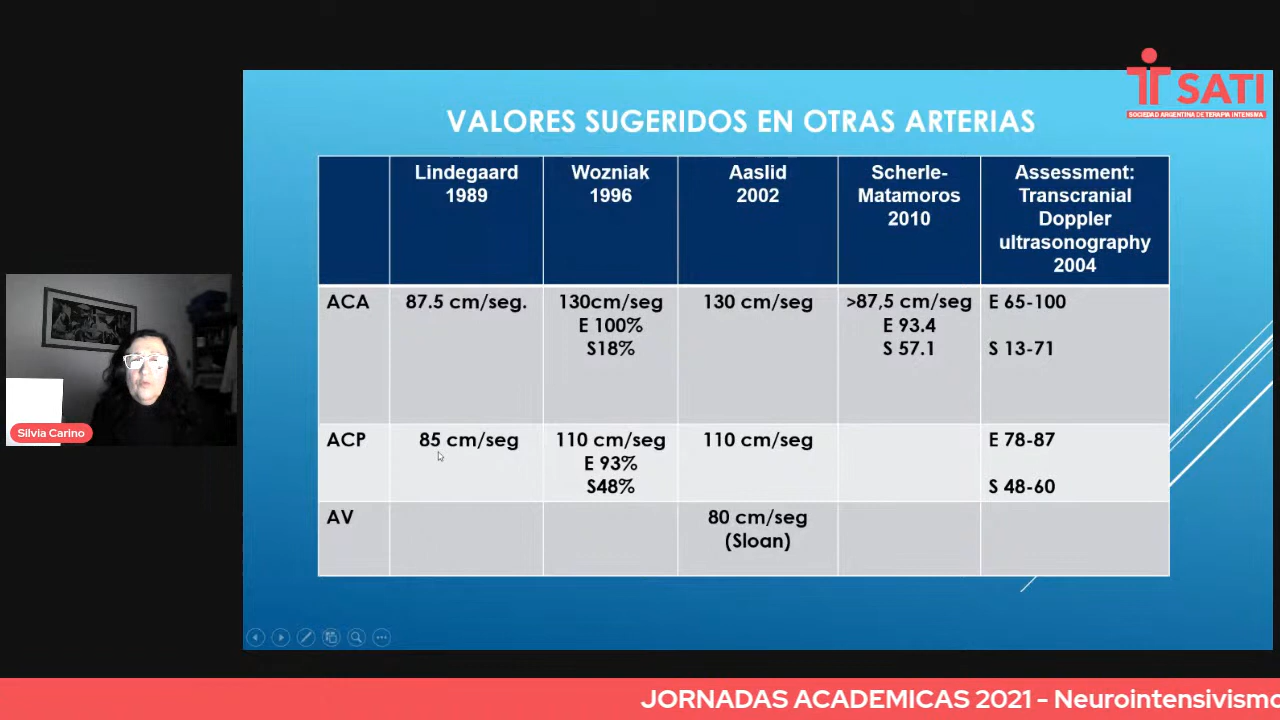 SATI
SOCIEDAD ARGENTINA DE TERAPIA INTENSIVA
VALORES SUGERIDOS EN OTRAS ARTERIAS
Lindegaard
1989
Wozniak
1996
Aaslid
2002
Scherle-
Matamoros
2010
Assessment:
Transcranial
Doppler
ultrasonography
2004
ACA
87.5 cm/seg.
130cm/seg
E 100%
S18%
130 cm/seg
>87,5 cm/seg
E 93.4
S 57.1
E 65-100
S 13-71
ACP
85 cm/seg
110 cm/seg
E 93%
S48%
110 cm/seg
E 78-87
S 48-60
AV
80 cm/seg
(Sloan)
Silvia Carino
JORNADAS ACADEMICAS 2021 - Neurointensivismo